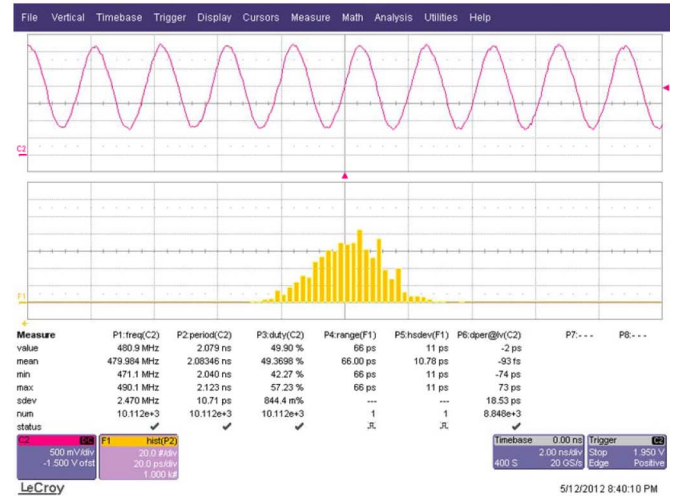 File Vertical Timebase Trigger Display Cursors Measure Math Analysis Utilities Help
C2
F1
Measure P1:freq(C2) P2:period(C2) P3:duty(C2) P4:range(F1) P5:hsdev(F1) P6:dper@lv(C2) P7:--- P8:---
value 480.9 MHz 2.079 ns 49.90 % 66 ps 11 ps -2 ps
mean 479.984 MHz 2.08346 ns 49.3698 % 66.00 ps 10.78 ps -93 fs
min 471.1 MHz 2.040 ns 42.27 % 66 ps 11 ps -74 ps
max 490.1 MHz 2.123 ns 57.23 % 66 ps 11 ps 73 ps
sdev 2.470 MHz 10.71 ps 844.4 m% --- --- 18.53 ps
num 10.112e+3 10.112e+3 10.112e+3 1 1 8.848e+3
status
C2 DC F1 hist(P2) Timebase 0.00 ns Trigger C2
500 mV/div 20.0 #/div 2.00 ns/div Stop 1.950 V
-1.500 V ofst 20.0 ps/div 400 S 20 GS/s Edge Positive
1.000 k#
LeCroy 5/12/2012 8:40:10 PM